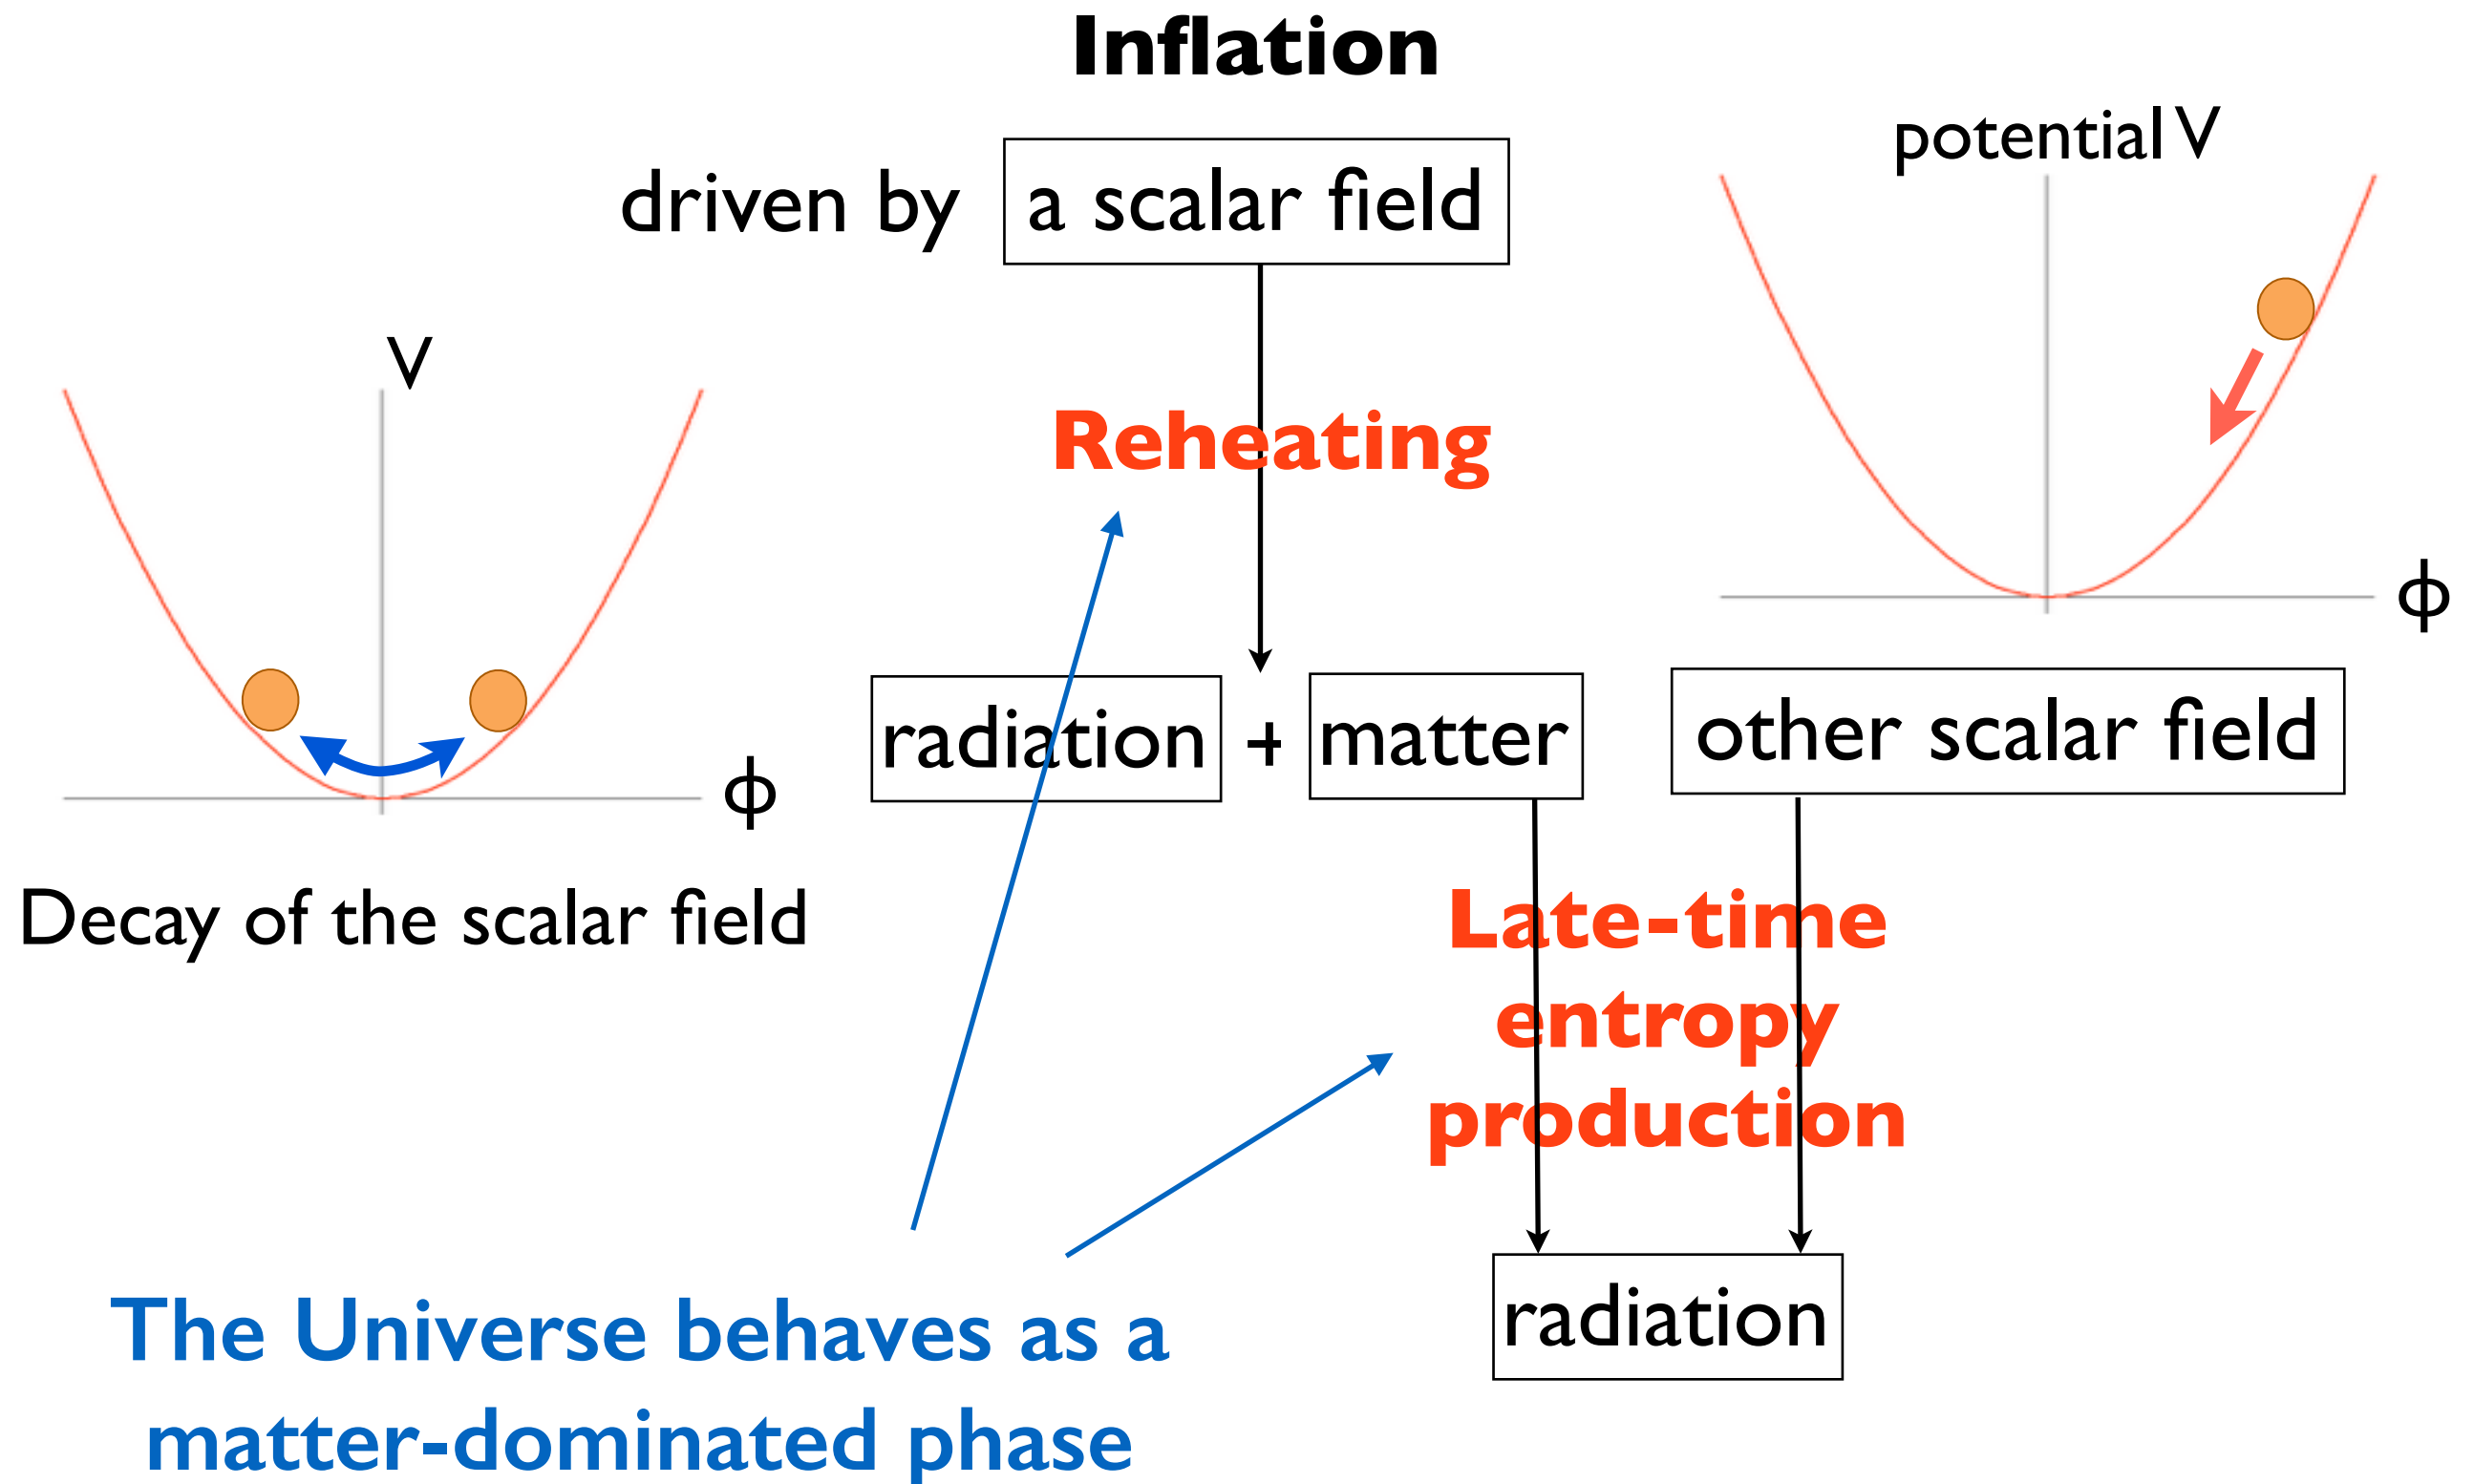 Inflation
driven by a scalar field
potential V
V
Reheating
ϕ
radiation + matter
other scalar field
ϕ
Decay of the scalar field
Late-time
entropy
production
The Universe behaves as a
matter-dominated phase
radiation